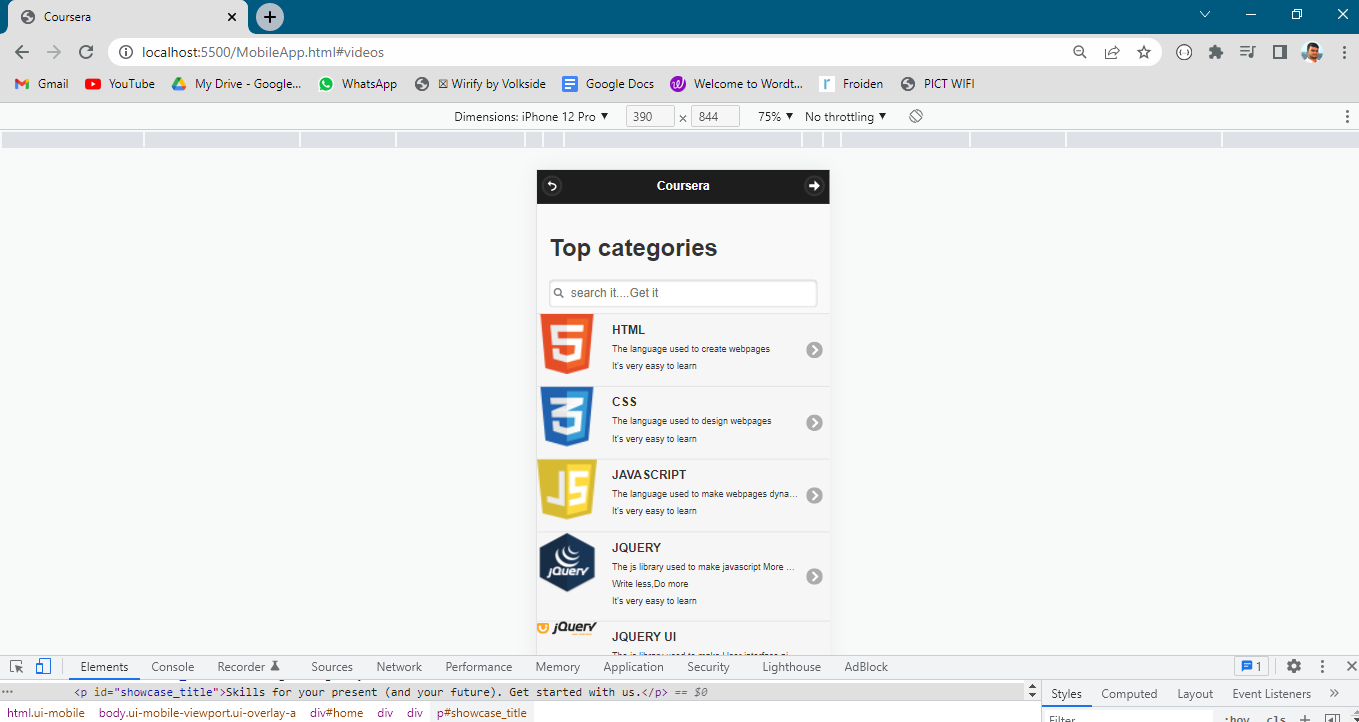 Coursera
localhost:5500/MobileApp.html#videos
Gmail YouTube My Drive - Google... WhatsApp ☒ Wirify by Volkside Google Docs Welcome to Wordt... Froiden PICT WIFI
Dimensions: iPhone 12 Pro ▼ 390 × 844 75% ▼ No throttling ▼
Coursera
Top categories
search it....Get it
HTML
The language used to create webpages
It's very easy to learn
CSS
The language used to design webpages
It's very easy to learn
JS
JAVASCRIPT
The language used to make webpages dyna...
It's very easy to learn
jQuery
JQUERY
The js library used to make javascript More ...
Write less,Do more
It's very easy to learn
jQuery
JQUERY UI
Elements Console Recorder Sources Network Performance Memory Application Security Lighthouse AdBlock 1
... <p id="showcase_title">Skills for your present (and your future). Get started with us.</p> == $0
Styles Computed Layout Event Listeners »
html.ui-mobile body.ui-mobile-viewport.ui-overlay-a div#home div div p#showcase_title
Filter :hov .cls +